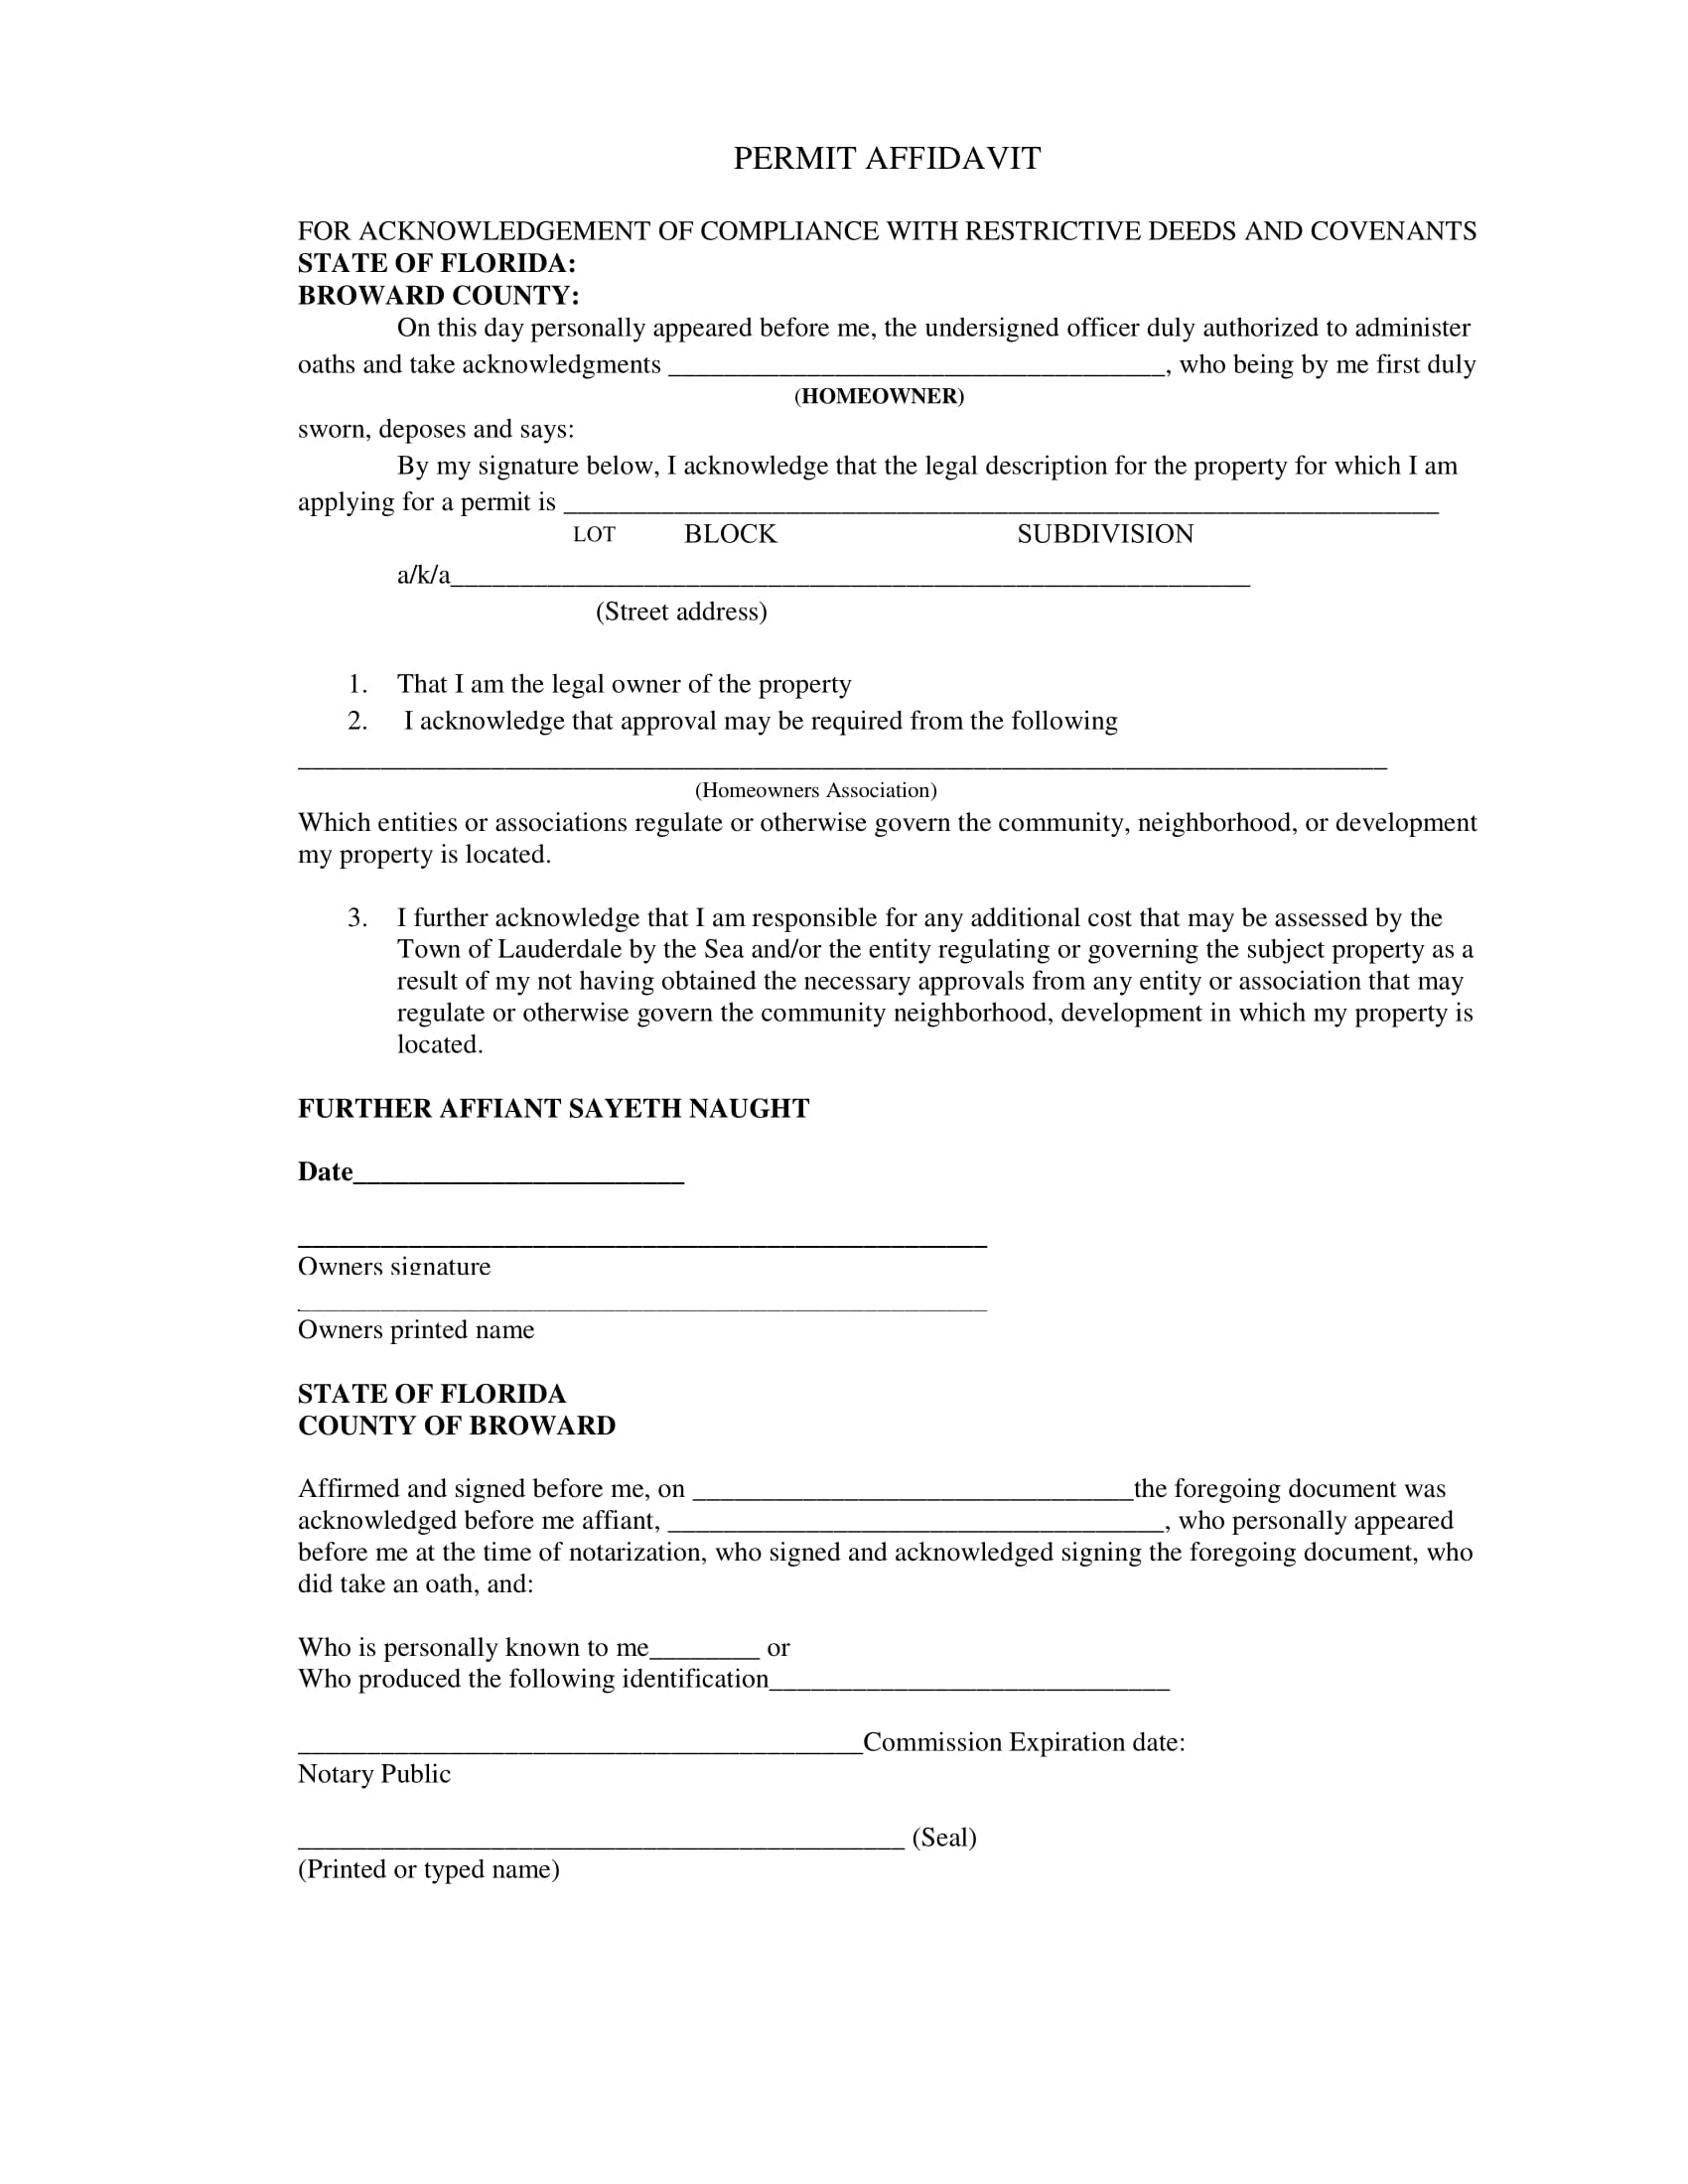 PERMIT AFFIDAVIT
FOR ACKNOWLEDGEMENT OF COMPLIANCE WITH RESTRICTIVE DEEDS AND COVENANTS
STATE OF FLORIDA:
BROWARD COUNTY:
On this day personally appeared before me, the undersigned officer duly authorized to administer
oaths and take acknowledgments ____________________________________, who being by me first duly
(HOMEOWNER)
sworn, deposes and says:
By my signature below, I acknowledge that the legal description for the property for which I am
applying for a permit is ________________________________________________________________
LOT BLOCK SUBDIVISION
a/k/a__________________________________________________________
(Street address)
1. That I am the legal owner of the property
2. I acknowledge that approval may be required from the following
_______________________________________________________________________________
(Homeowners Association)
Which entities or associations regulate or otherwise govern the community, neighborhood, or development
my property is located.
3. I further acknowledge that I am responsible for any additional cost that may be assessed by the
Town of Lauderdale by the Sea and/or the entity regulating or governing the subject property as a
result of my not having obtained the necessary approvals from any entity or association that may
regulate or otherwise govern the community neighborhood, development in which my property is
located.
FURTHER AFFIANT SAYETH NAUGHT
Date________________________
__________________________________________________
Owners signature
__________________________________________________
Owners printed name
STATE OF FLORIDA
COUNTY OF BROWARD
Affirmed and signed before me, on ________________________________the foregoing document was
acknowledged before me affiant, ____________________________________, who personally appeared
before me at the time of notarization, who signed and acknowledged signing the foregoing document, who
did take an oath, and:
Who is personally known to me________ or
Who produced the following identification_____________________________
_________________________________________Commission Expiration date:
Notary Public
____________________________________________ (Seal)
(Printed or typed name)